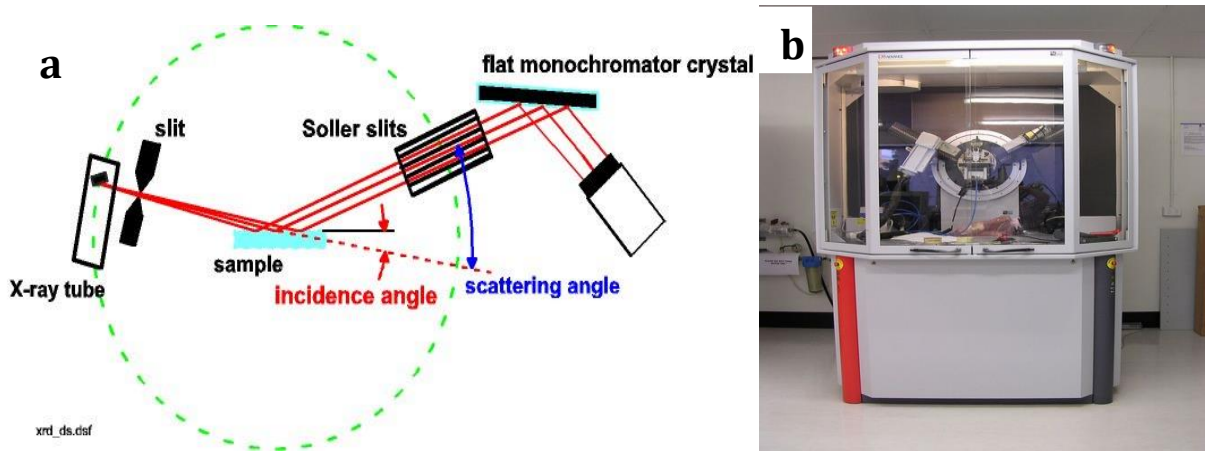 a
flat monochromator crystal
slit
Soller slits
sample
X-ray tube
incidence angle
scattering angle
xrd_ds.dsf
b